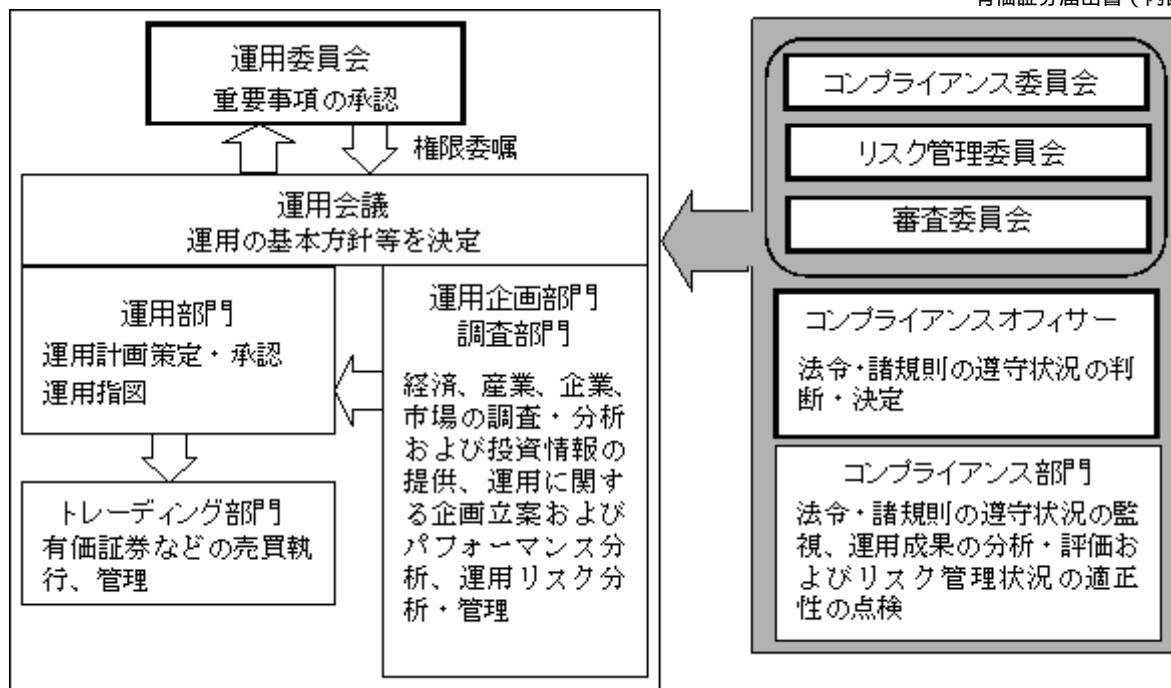 運用委員会
重要事項の承認
権限委嘱
運用会議
運用の基本方針等を決定
運用部門
運用計画策定・承認
運用指図
トレーディング部門
有価証券などの売買執
行、管理
運用企画部門
調査部門
経済、産業、企業、
市場の調査・分析
および投資情報の
提供、運用に関す
る企画立案および
パフォーマンス分
析、運用リスク分
析・管理
コンプライアンス委員会
リスク管理委員会
審査委員会
コンプライアンスオフィサー
法令・諸規則の遵守状況の判
断・決定
コンプライアンス部門
法令・諸規則の遵守状況の監
視、運用成果の分析・評価お
よびリスク管理状況の適正
性の点検